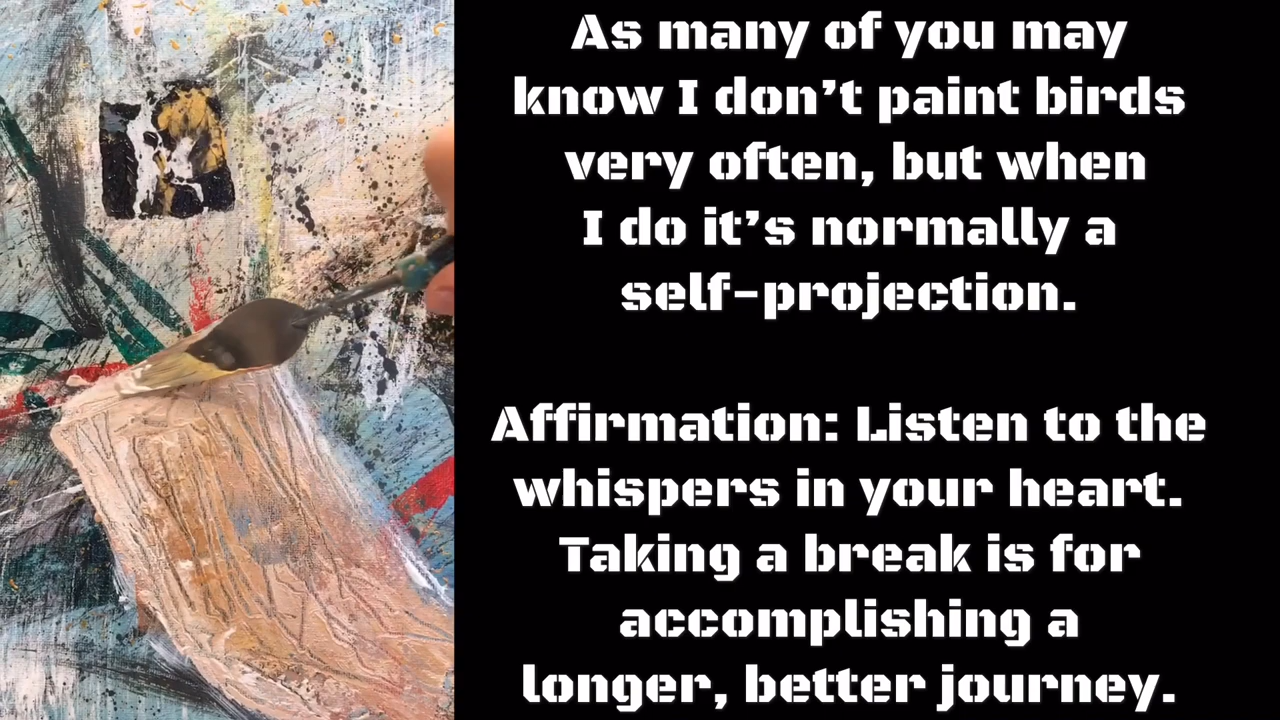 As many of you may
know I don't paint birds
very often, but when
I do it's normally a
self-projection.
Affirmation: Listen to the
whispers in your heart.
Taking a break is for
accomplishing a
longer, better journey.